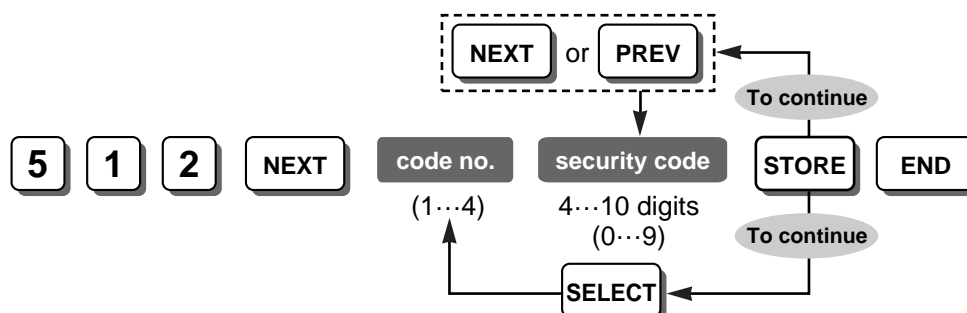 NEXT or PREV
To continue
5 1 2 NEXT code no. security code STORE END
(1···4) 4···10 digits
(0···9) To continue
SELECT